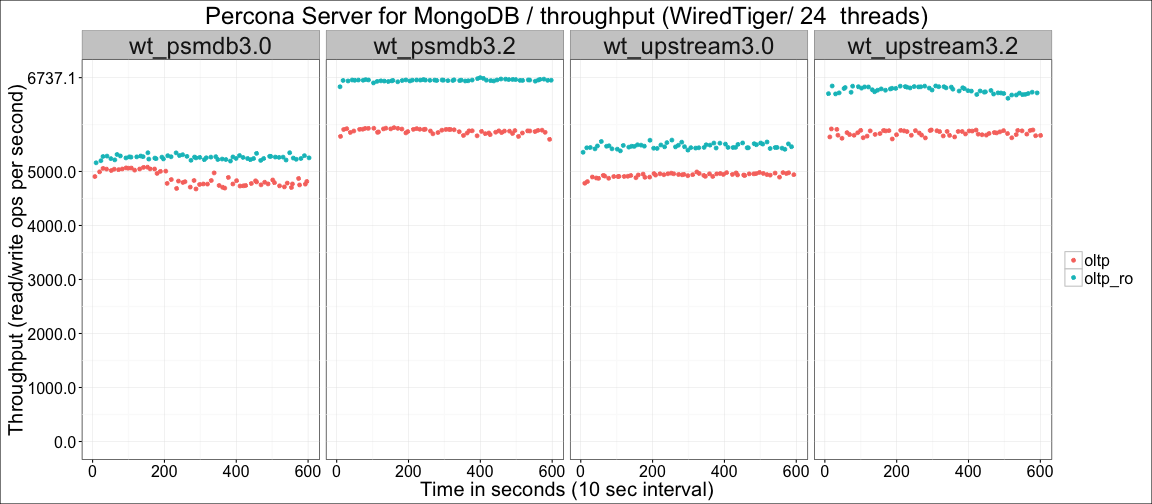 Percona Server for MongoDB / throughput (WiredTiger/ 24  threads)
wt_psmdb3.0
wt_psmdb3.2
wt_upstream3.0
wt_upstream3.2
Throughput (read/write ops per second)
6737.1
5000.0
4000.0
3000.0
2000.0
1000.0
0.0
oltp
oltp_ro
0 200 400 600
0 200 400 600
0 200 400 600
0 200 400 600
Time in seconds (10 sec interval)